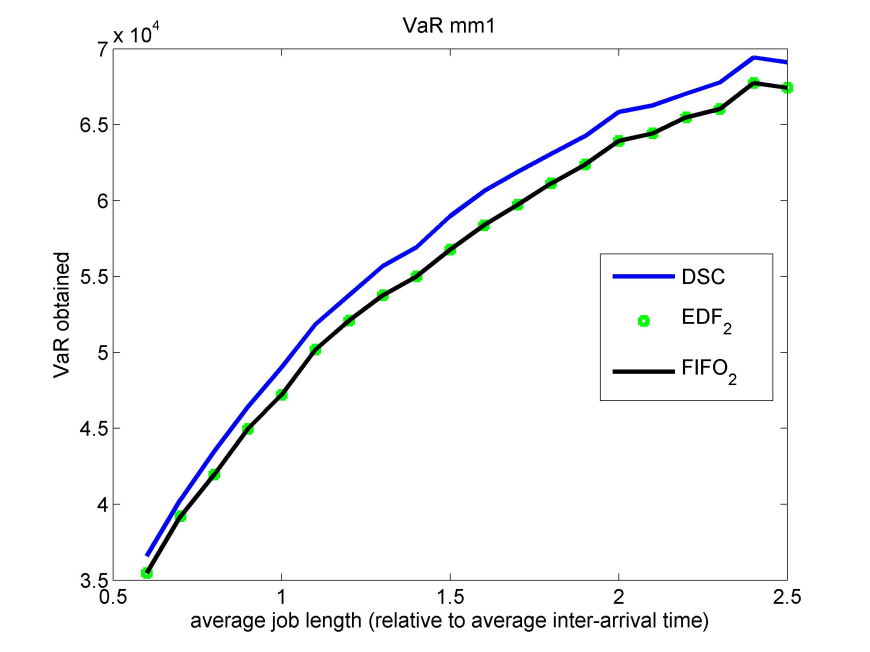 VaR mm1
x 10^4
7
6.5
6
5.5
5
4.5
4
3.5
VaR obtained
DSC
EDF_2
FIFO_2
0.5 1 1.5 2 2.5
average job length (relative to average inter-arrival time)